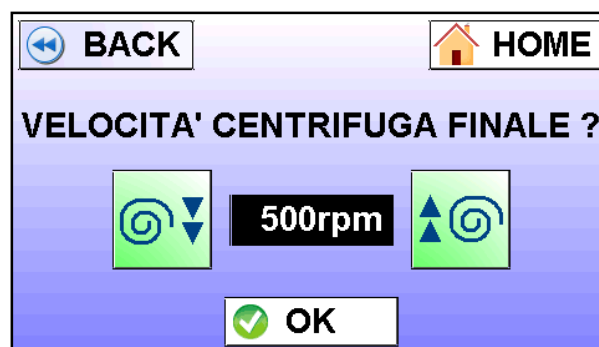 BACK
HOME
VELOCITA' CENTRIFUGA FINALE ?
500rpm
OK